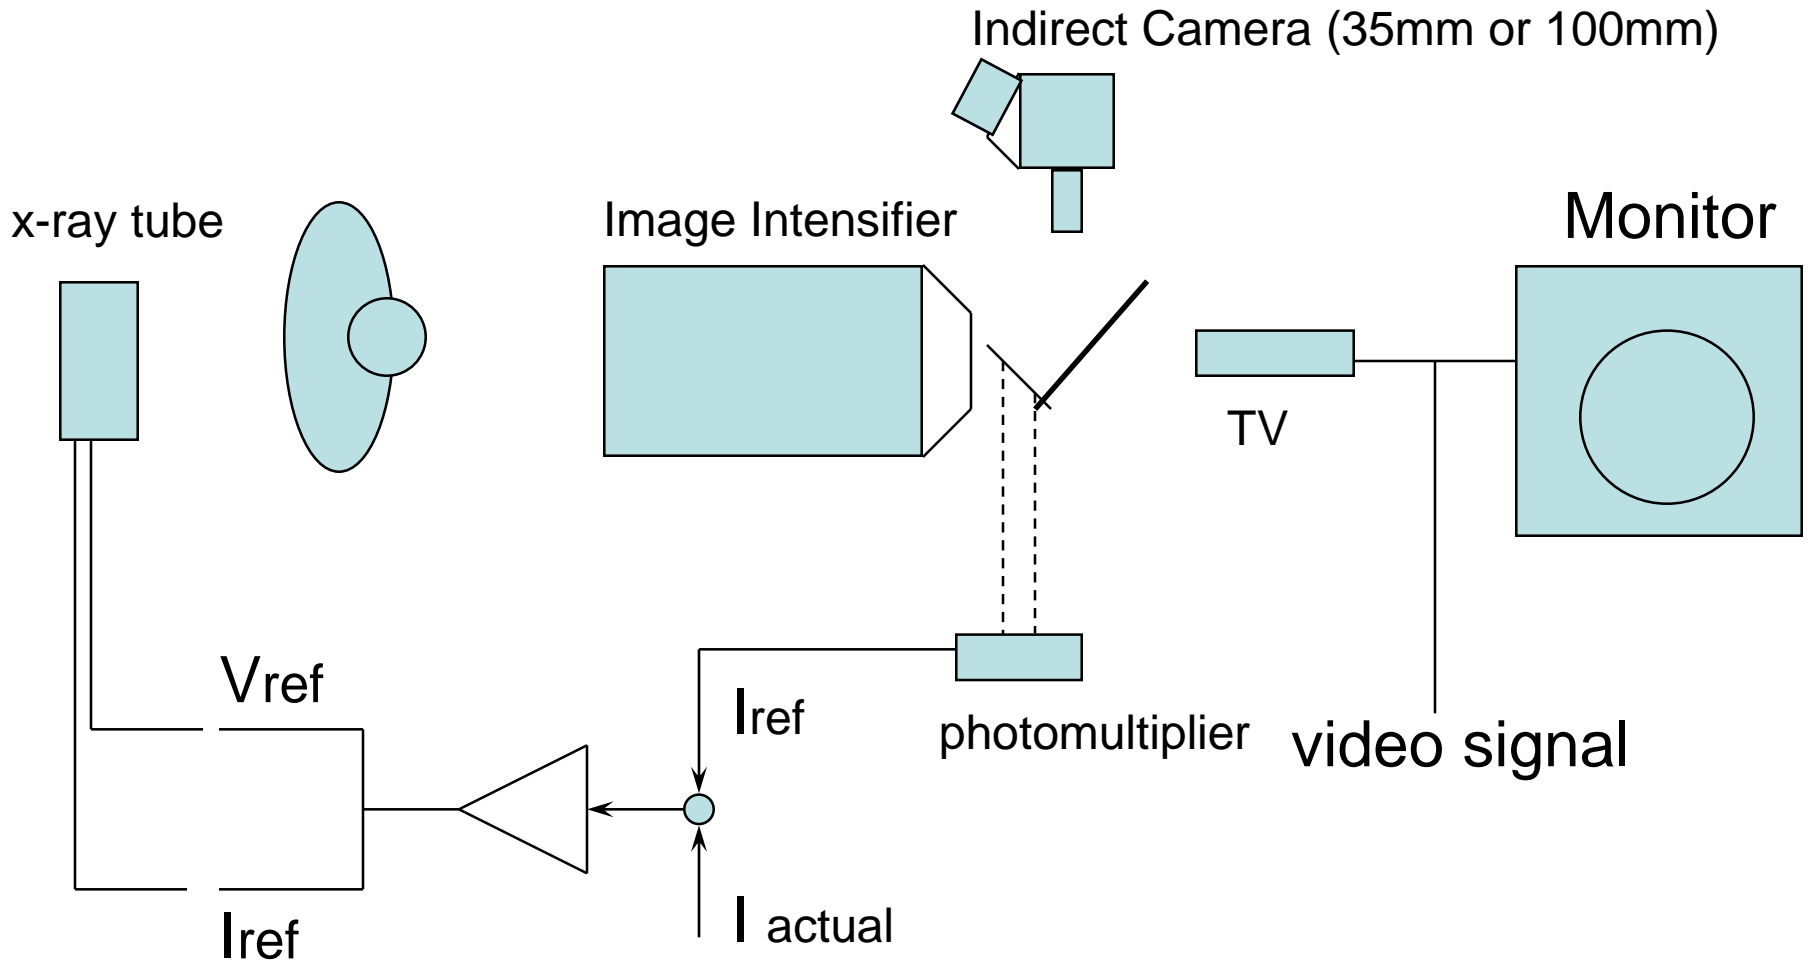 Indirect Camera (35mm or 100mm)
x-ray tube
Image Intensifier
Monitor
TV
Vref
Iref
photomultiplier
video signal
Iref
I actual